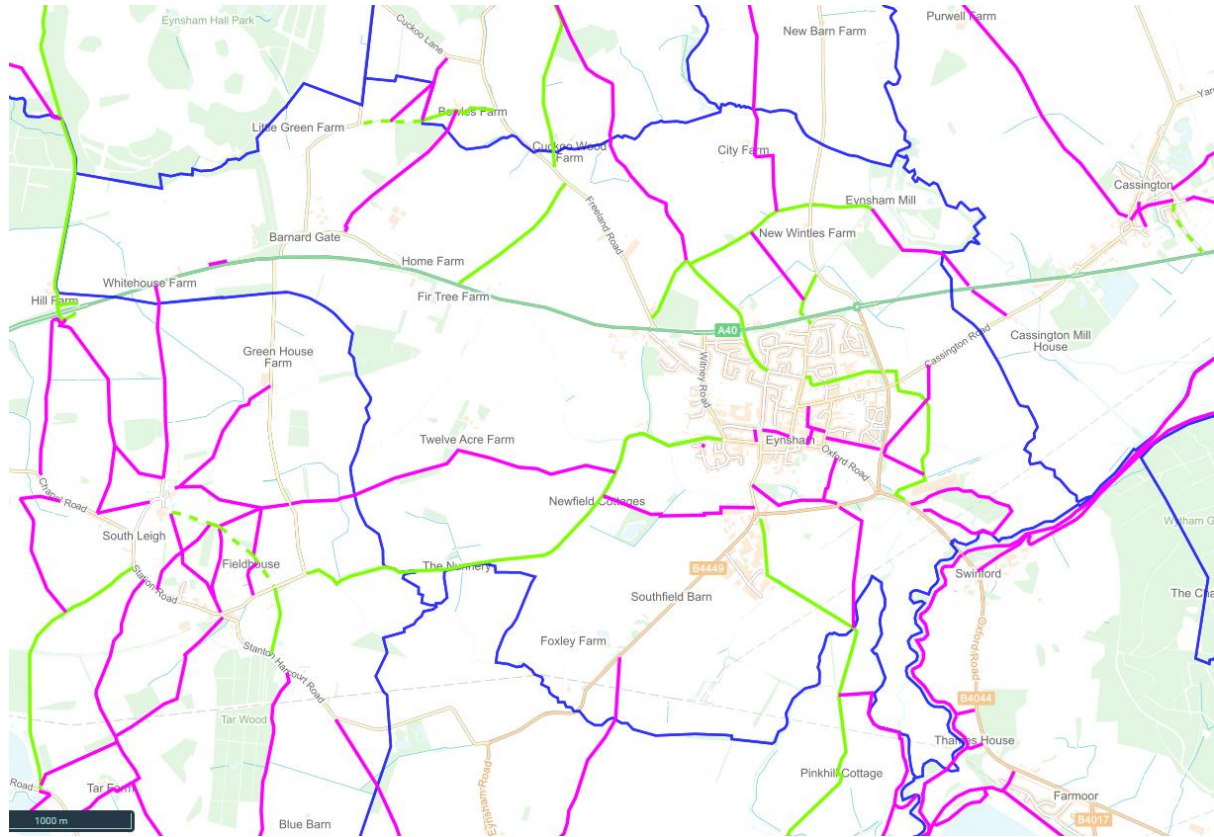 Eynsham Hall Park
Cuckoo Lane
Purwell Farm
New Barn Farm
Bowles Farm
Little Green Farm
Cuckoo Wood
Farm
City Farm
Cassington
Eynsham Mill
Freeland Road
New Wintles Farm
Barnard Gate
Home Farm
Whitehouse Farm
Hill Farm
Fir Tree Farm
A40
Cassington Road
Cassington Mill
House
Green House
Farm
Witney Road
Twelve Acre Farm
Eynsham
Oxford Road
Chapel Road
Newfield Cottages
South Leigh
Fieldhouse
The Nunnery
B4449
Swinford
Station Road
Southfield Barn
The Cha
Foxley Farm
Stanton Harcourt Road
Oxford Road
B4044
Tar Wood
Thames House
Eynsham Road
Pinkhill Cottage
Road
Tar Farm
Farmoor
1000 m
Blue Barn
B4017